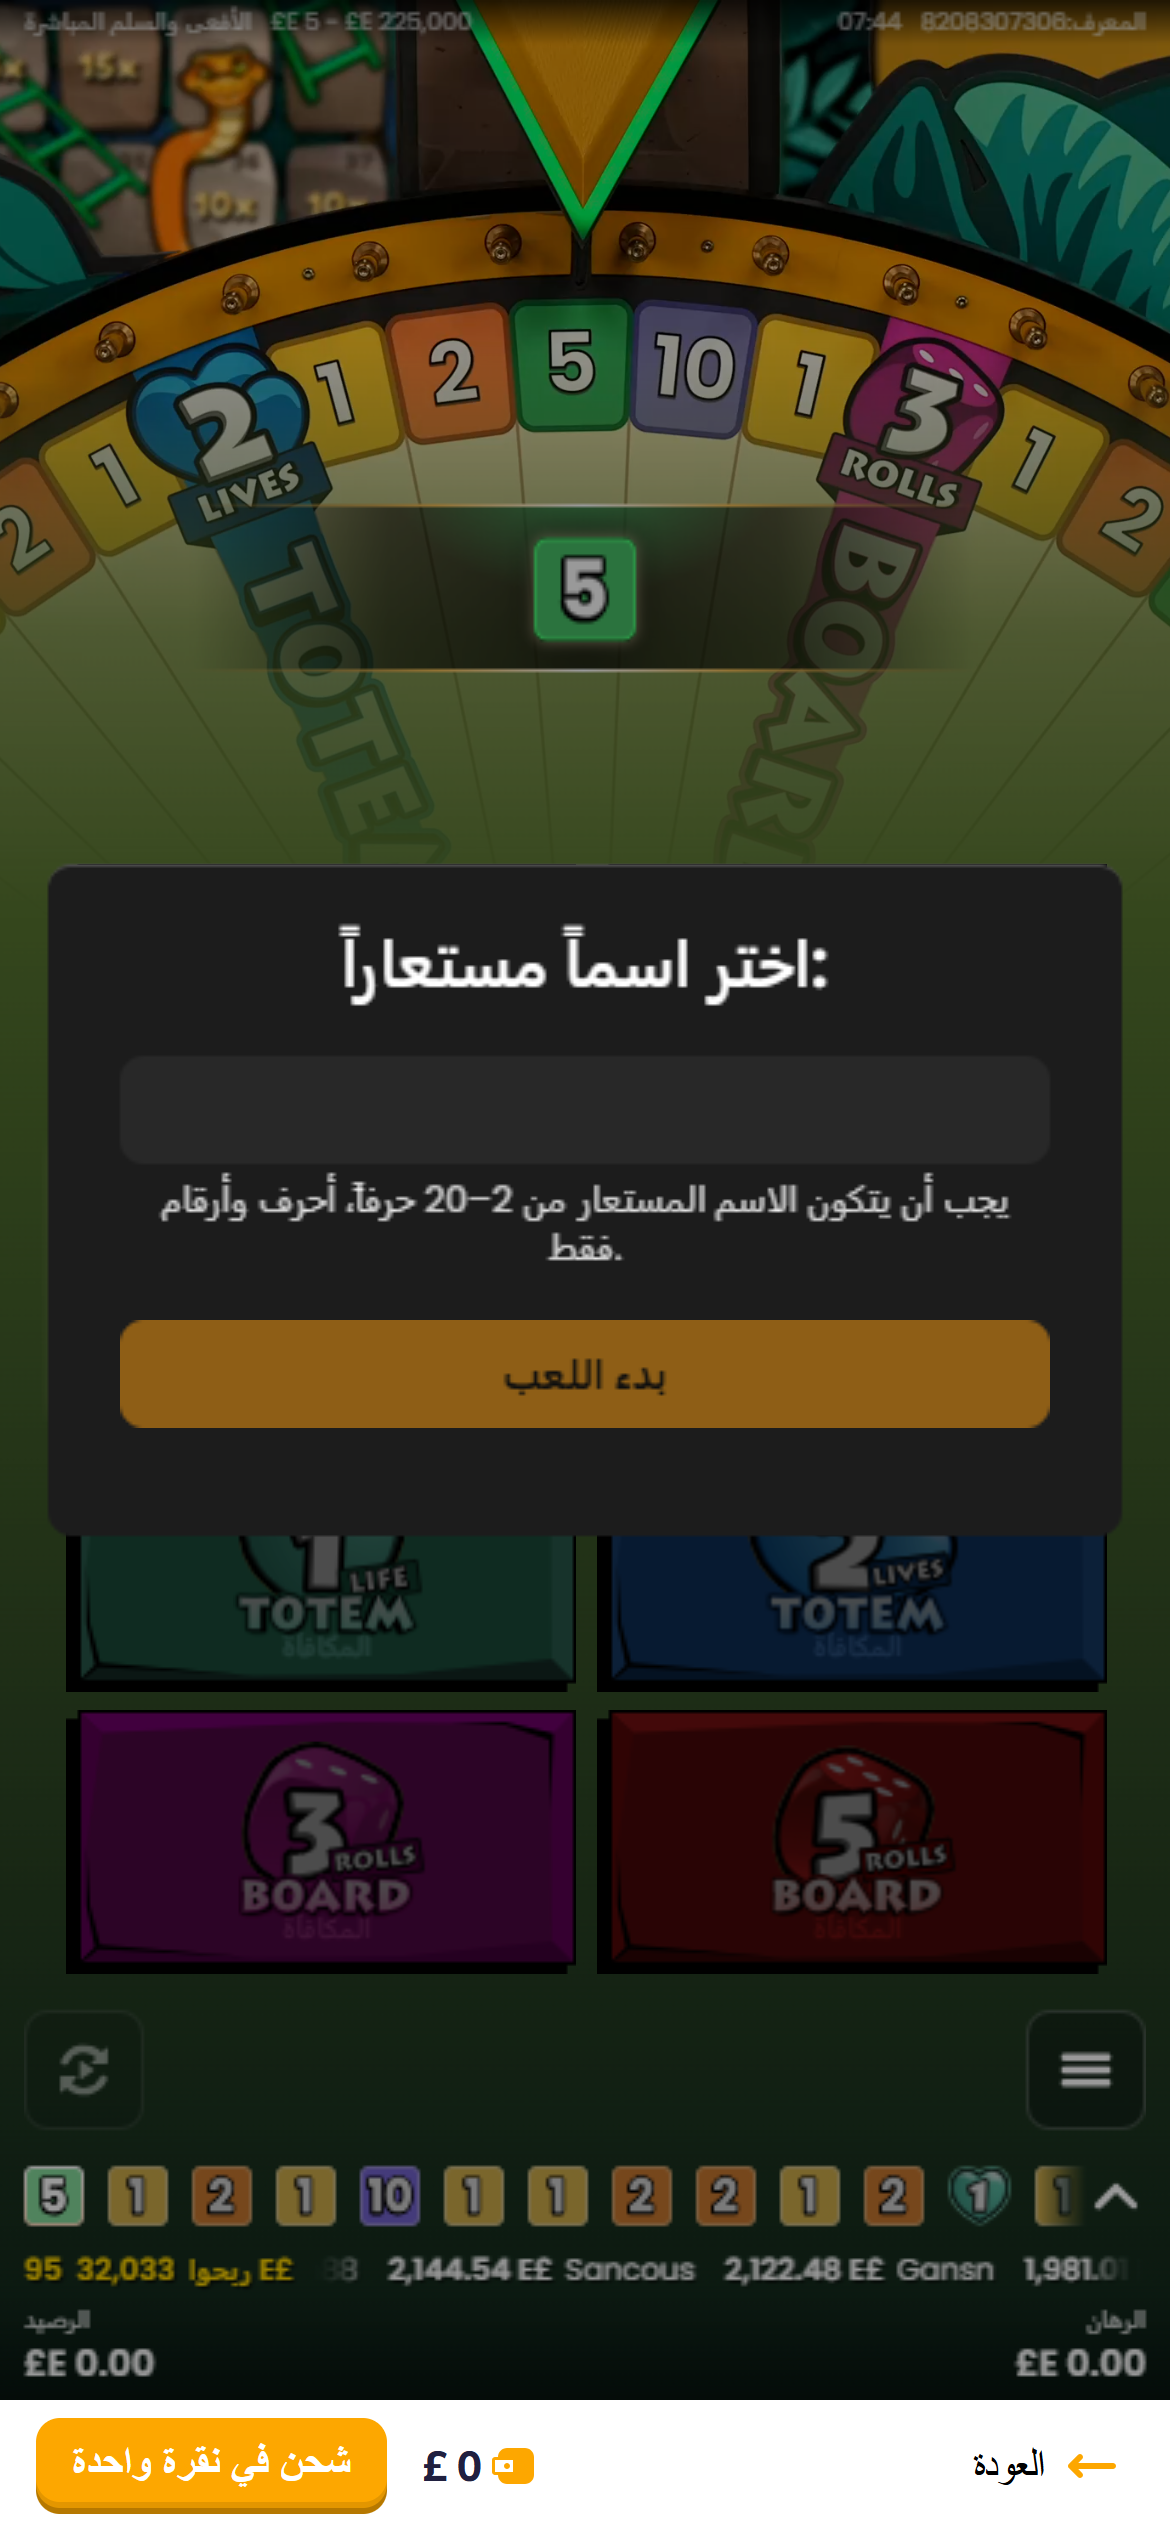 الأفعى والسلم المباشرة £E 5 - £E 225,000
07:44 المعرف:8208307306
15x
10x
2 1 2 LIVES 1 2 5 10 1 3 ROLLS 1 2
TOTEM
BOARD
5
اختر اسماً مستعاراً:
يجب أن يتكون الاسم المستعار من 2–20 حرفاً، أحرف وأرقام
فقط.
بدء اللعب
1 LIFE
TOTEM
المكافأة
2 LIVES
TOTEM
المكافأة
3 ROLLS
BOARD
المكافأة
5 ROLLS
BOARD
المكافأة
5 1 2 1 10 1 1 2 2 1 2 1 1
95 32,033 ربحوا E£ 2,144.54 E£ Sancous 2,122.48 E£ Gansn 1,981.01
الرصيد
£E 0.00
الرهان
£E 0.00
شحن في نقرة واحدة
£ 0
العودة